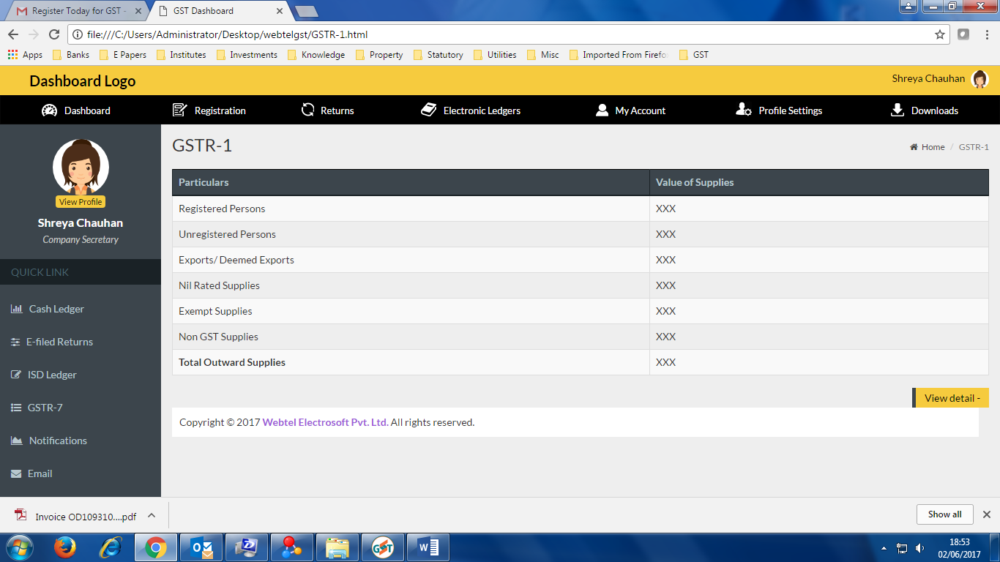 Register Today for GST -
GST Dashboard
file:///C:/Users/Administrator/Desktop/webtelgst/GSTR-1.html
Apps Banks E Papers Institutes Investments Knowledge Property Statutory Utilities Misc Imported From Firefo GST
Dashboard Logo
Shreya Chauhan
Dashboard Registration Returns Electronic Ledgers My Account Profile Settings Downloads
View Profile
Shreya Chauhan
Company Secretary
QUICK LINK
Cash Ledger
E-filed Returns
ISD Ledger
GSTR-7
Notifications
Email
GSTR-1
Home / GSTR-1
Particulars Value of Supplies
Registered Persons XXX
Unregistered Persons XXX
Exports/ Deemed Exports XXX
Nil Rated Supplies XXX
Exempt Supplies XXX
Non GST Supplies XXX
Total Outward Supplies XXX
View detail -
Copyright © 2017 Webtel Electrosoft Pvt. Ltd. All rights reserved.
Invoice OD109310....pdf
Show all
GST
18:53
02/06/2017